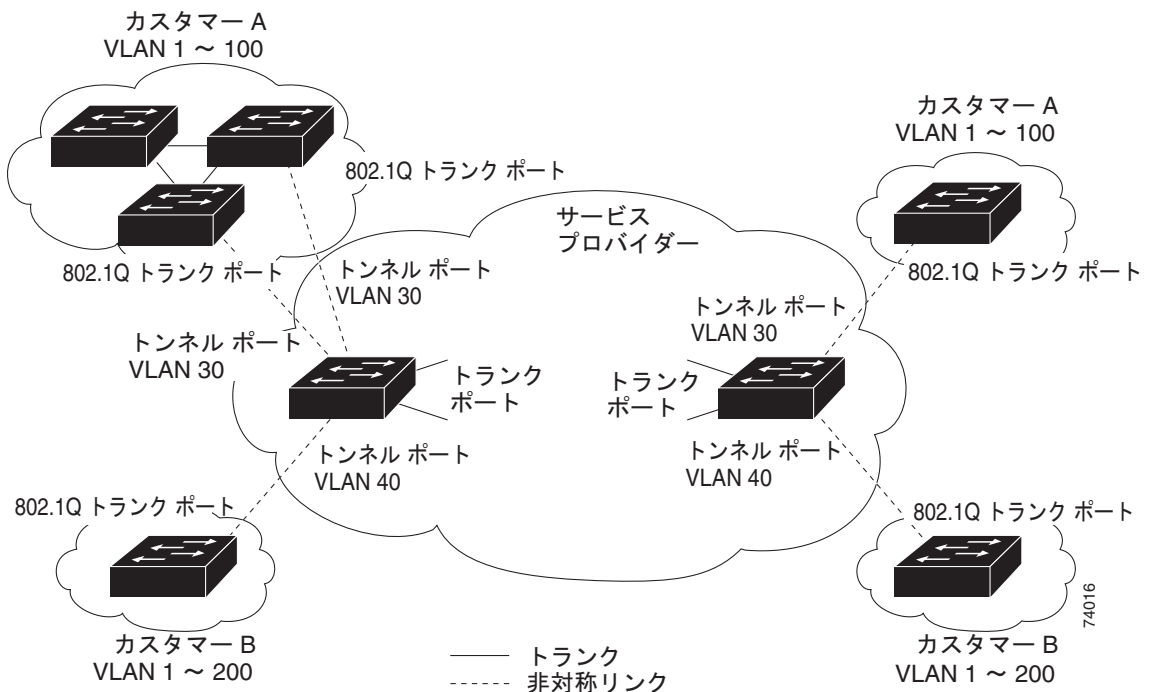 カスタマー A
VLAN 1 ～ 100
カスタマー A
VLAN 1 ～ 100
802.1Q トランク ポート
サービス
プロバイダー
802.1Q トランク ポート
トンネル ポート
VLAN 30
802.1Q トランク ポート
トンネル ポート
VLAN 30
トンネル ポート
VLAN 30
トランク
ポート
トランク
ポート
トンネル ポート
VLAN 40
トンネル ポート
VLAN 40
802.1Q トランク ポート
802.1Q トランク ポート
カスタマー B
VLAN 1 ～ 200
カスタマー B
VLAN 1 ～ 200
74016
トランク
非対称リンク